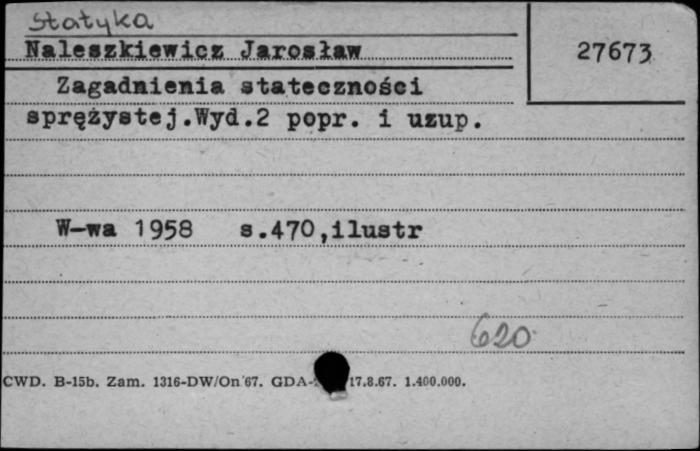 Statyka
Naleszkiewicz Jarosław
27673
Zagadnienia stateczności
sprężystej.Wyd.2 popr. i uzup.
W-wa 1958 s.470,ilustr
620
CWD. B-15b. Zam. 1316-DW/On 67. GDA- 17.8.67. 1.400.000.